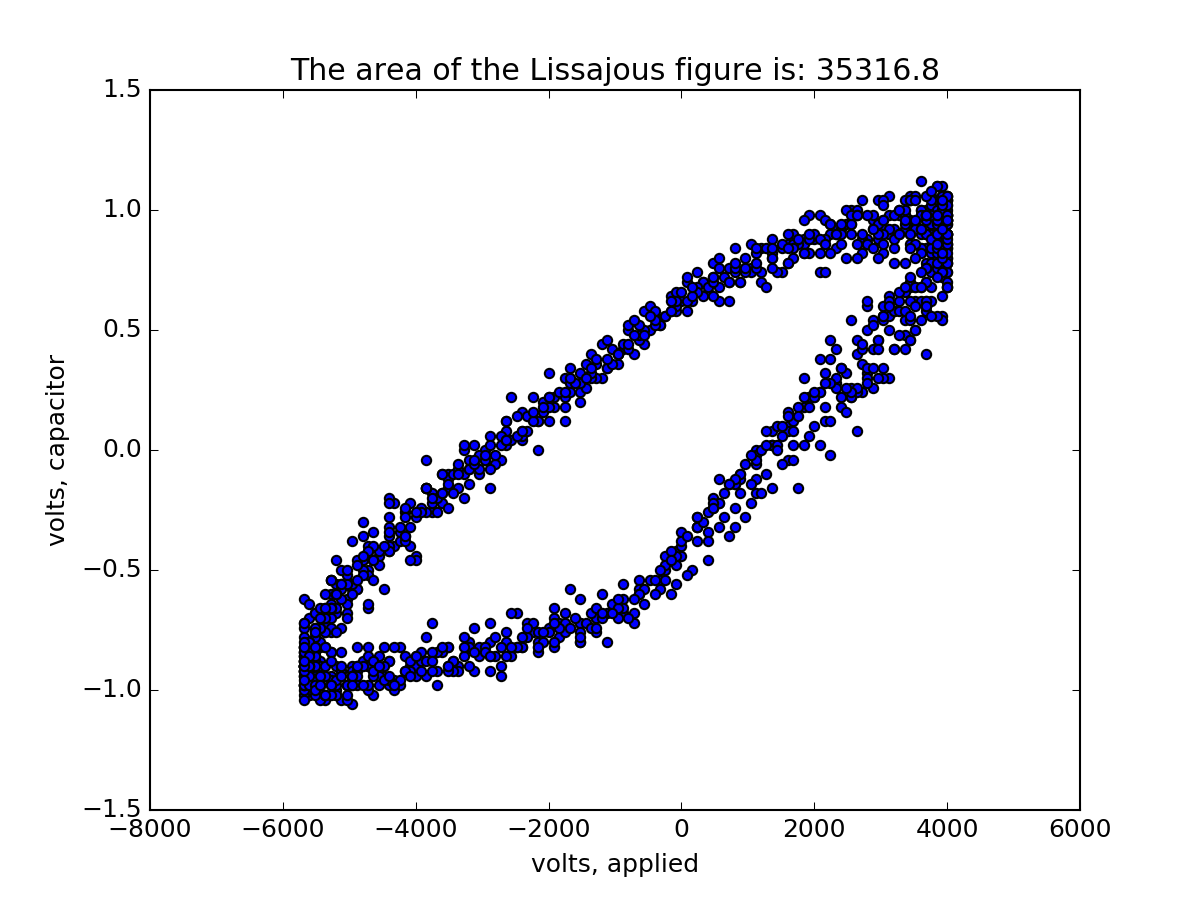 The area of the Lissajous figure is: 35316.8
1.5
1.0
0.5
0.0
−0.5
−1.0
−1.5
volts, capacitor
−8000 −6000 −4000 −2000 0 2000 4000 6000
volts, applied